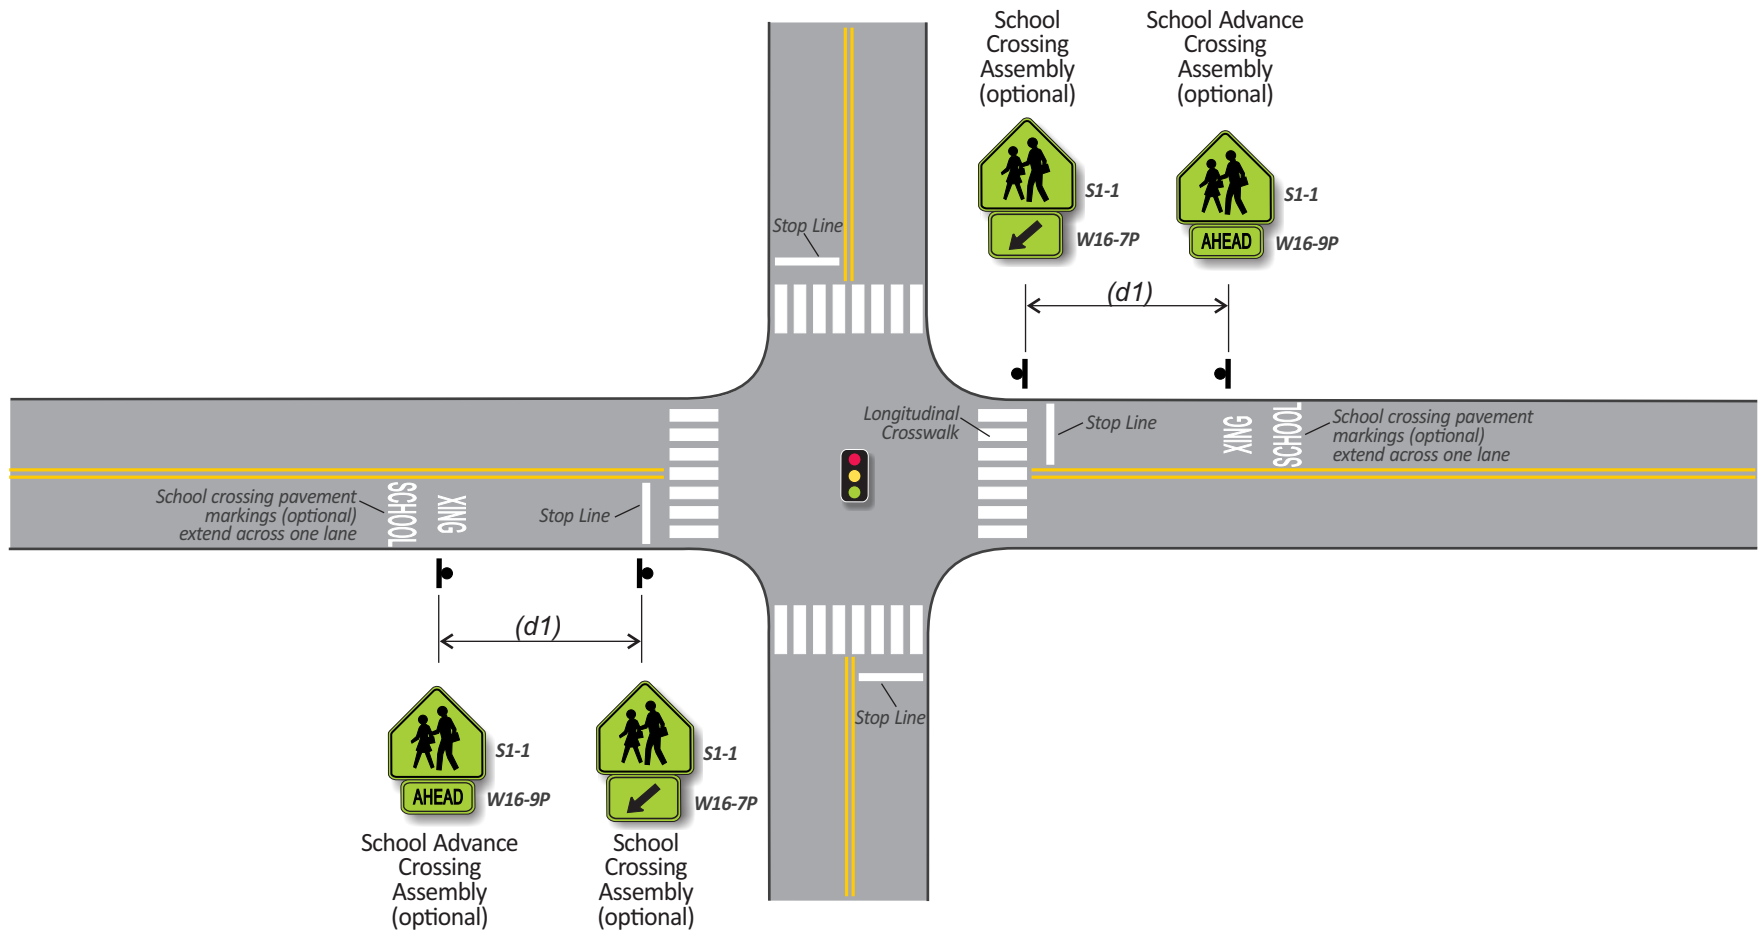 School
Crossing
Assembly
(optional)
School Advance
Crossing
Assembly
(optional)
S1-1
W16-7P
S1-1
AHEAD
W16-9P
(d1)
Stop Line
Longitudinal
Crosswalk
Stop Line
XING
SCHOOL
School crossing pavement
markings (optional)
extend across one lane
School crossing pavement
markings (optional)
extend across one lane
SCHOOL
XING
Stop Line
(d1)
Stop Line
S1-1
AHEAD
W16-9P
School Advance
Crossing
Assembly
(optional)
S1-1
W16-7P
School
Crossing
Assembly
(optional)